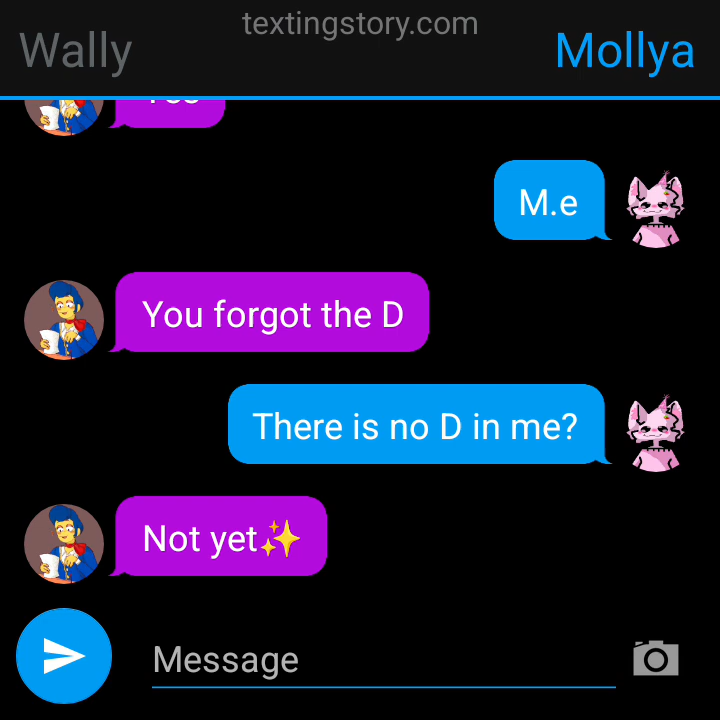 textingstory.com
Wally
Mollya
M.e
You forgot the D
There is no D in me?
Not yet✨
Message